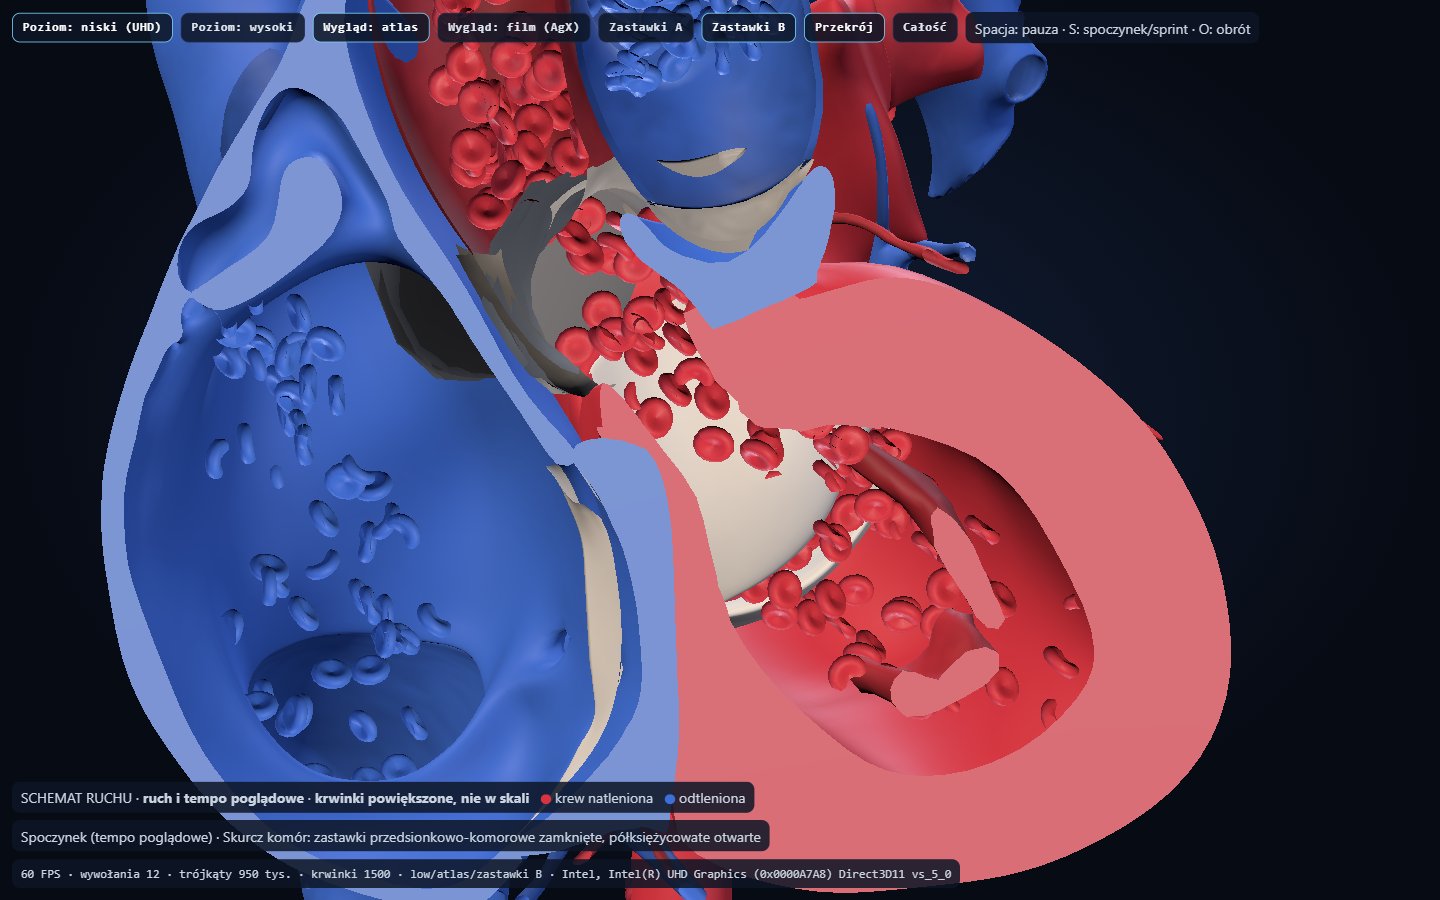 Poziom: niski (UHD) Poziom: wysoki Wygląd: atlas Wygląd: film (AgX) Zastawki A Zastawki B Przekrój Całość Spacja: pauza · S: spoczynek/sprint · O: obrót
SCHEMAT RUCHU · ruch i tempo poglądowe · krwinki powiększone, nie w skali krew natleniona odtleniona
Spoczynek (tempo poglądowe) · Skurcz komór: zastawki przedsionkowo-komorowe zamknięte, półksiężycowate otwarte
60 FPS · wywołania 12 · trójkąty 950 tys. · krwinki 1500 · low/atlas/zastawki B · Intel, Intel(R) UHD Graphics (0x0000A7A8) Direct3D11 vs_5_0